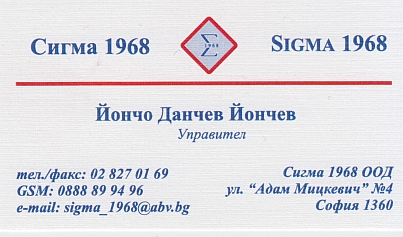 Сигма 1968
Σ
1968
SIGMA 1968
Йончо Данчев Йончев
Управител
тел./факс: 02 827 01 69
GSM: 0888 89 94 96
e-mail: sigma_1968@abv.bg
Сигма 1968 ООД
ул. “Адам Мицкевич” №4
София 1360